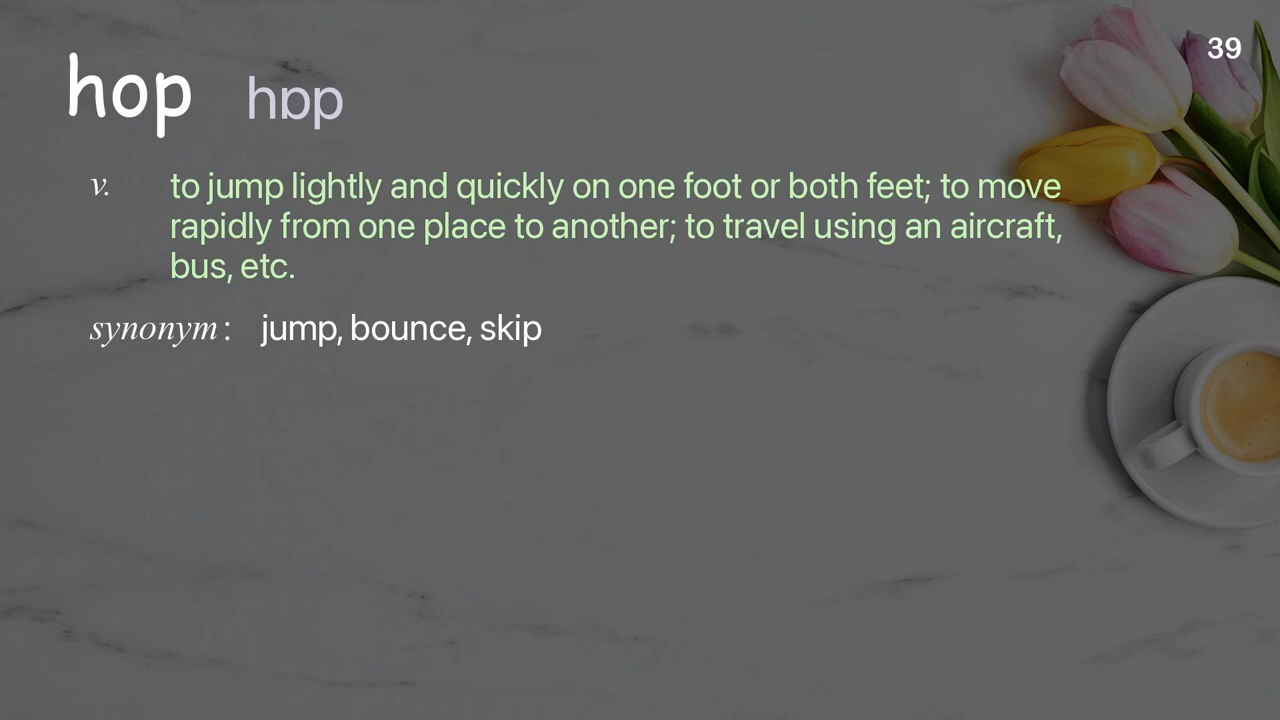 39
hop hɒp
v. to jump lightly and quickly on one foot or both feet; to move
rapidly from one place to another; to travel using an aircraft,
bus, etc.
synonym : jump, bounce, skip